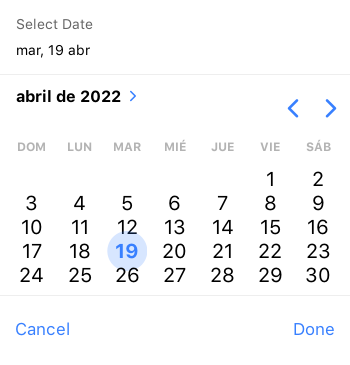 Select Date
mar, 19 abr
abril de 2022
DOM LUN MAR MIÉ JUE VIE SÁB
1 2
3 4 5 6 7 8 9
10 11 12 13 14 15 16
17 18 19 20 21 22 23
24 25 26 27 28 29 30
Cancel Done